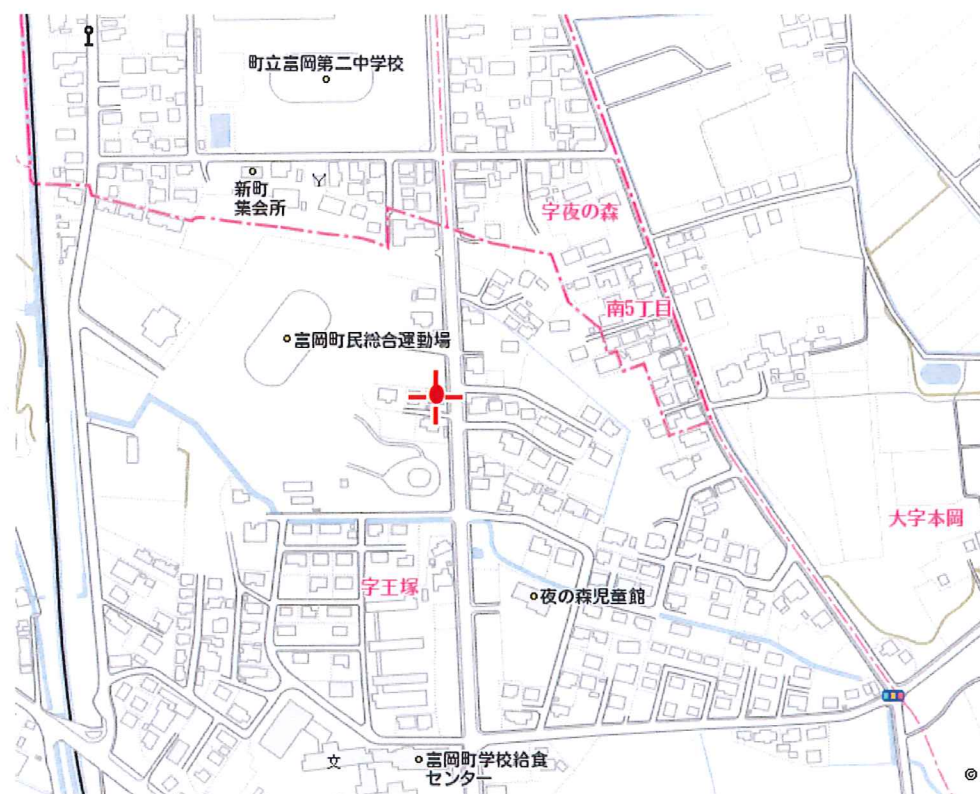 町立富岡第二中学校
新町
集会所
字夜の森
南5丁目
富岡町民総合運動場
大字本岡
字王塚
夜の森児童館
富岡町学校給食
センター